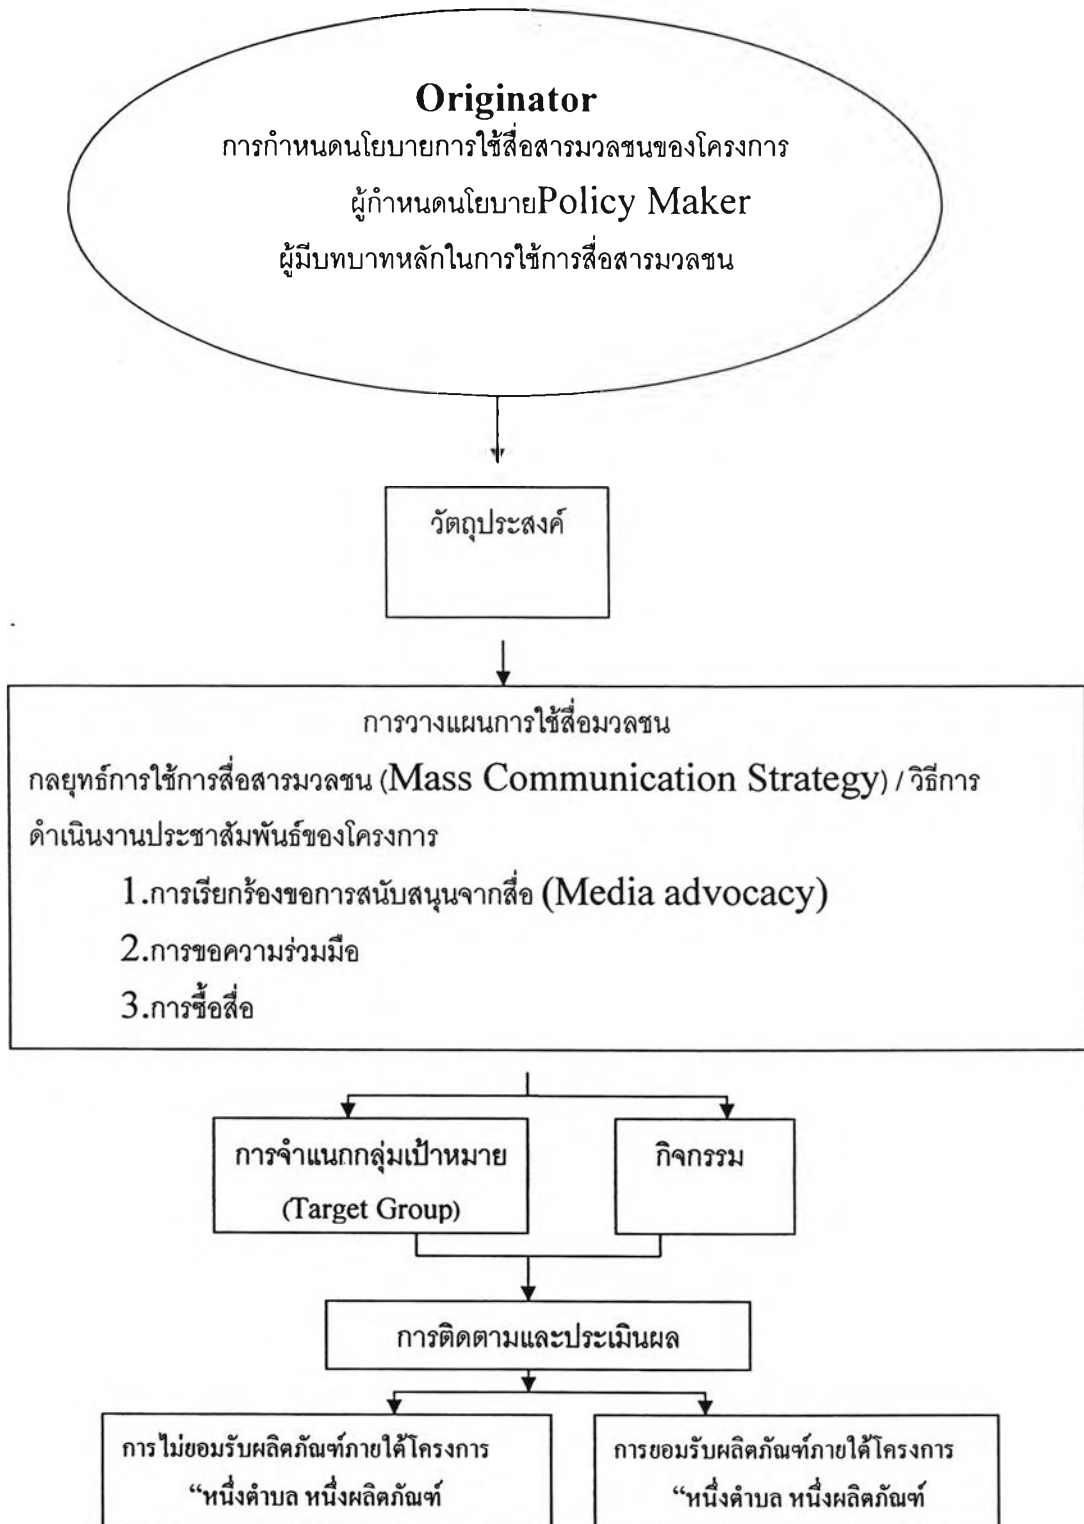 Originator
การกำหนดนโยบายการใช้สื่อสารมวลชนของโครงการ
ผู้กำหนดนโยบายPolicy Maker
ผู้มีบทบาทหลักในการใช้การสื่อสารมวลชน
วัตถุประสงค์
การวางแผนการใช้สื่อมวลชน
กลยุทธ์การใช้การสื่อสารมวลชน (Mass Communication Strategy) / วิธีการ
ดำเนินงานประชาสัมพันธ์ของโครงการ
1.การเรียกร้องขอการสนับสนุนจากสื่อ (Media advocacy)
2.การขอความร่วมมือ
3.การซื้อสื่อ
การจำแนกกลุ่มเป้าหมาย
(Target Group)
กิจกรรม
การติดตามและประเมินผล
การไม่ยอมรับผลิตภัณฑ์ภายใต้โครงการ
“หนึ่งตำบล หนึ่งผลิตภัณฑ์
การยอมรับผลิตภัณฑ์ภายใต้โครงการ
“หนึ่งตำบล หนึ่งผลิตภัณฑ์